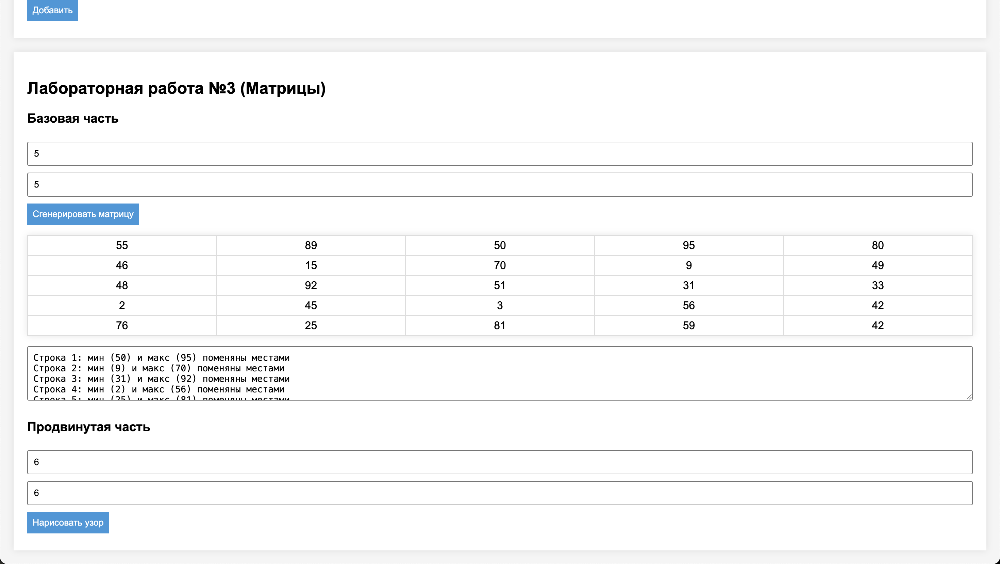 Добавить
Лабораторная работа №3 (Матрицы)
Базовая часть
5
5
Сгенерировать матрицу
55 89 50 95 80
46 15 70 9 49
48 92 51 31 33
2 45 3 56 42
76 25 81 59 42
Строка 1: мин (50) и макс (95) поменяны местами
Строка 2: мин (9) и макс (70) поменяны местами
Строка 3: мин (31) и макс (92) поменяны местами
Строка 4: мин (2) и макс (56) поменяны местами
Строка 5: мин (25) и макс (81) поменяны местами
Продвинутая часть
6
6
Нарисовать узор